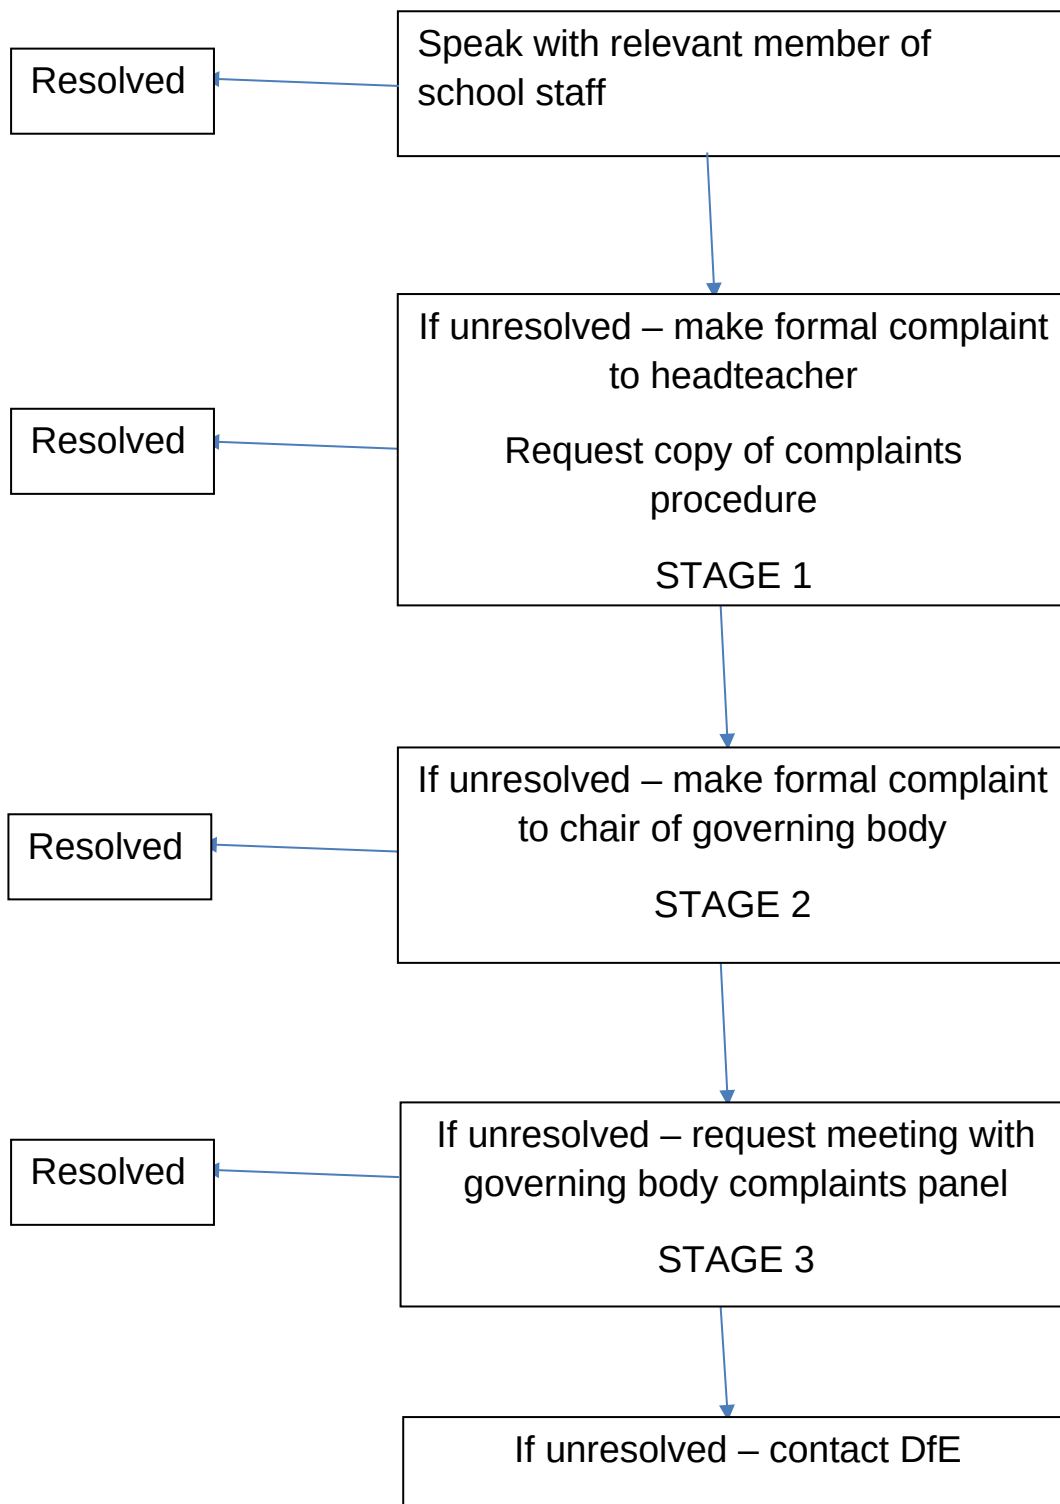 Speak with relevant member of
school staff
Resolved
If unresolved – make formal complaint
to headteacher
Request copy of complaints
procedure
STAGE 1
Resolved
If unresolved – make formal complaint
to chair of governing body
STAGE 2
Resolved
If unresolved – request meeting with
governing body complaints panel
STAGE 3
Resolved
If unresolved – contact DfE